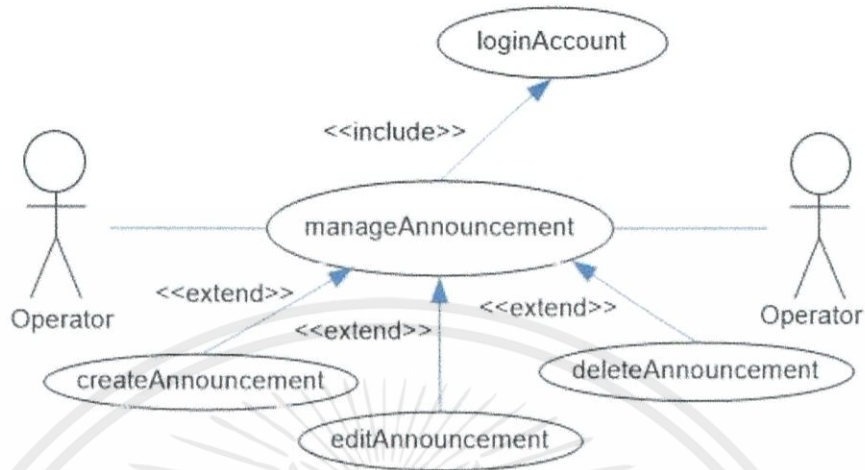 loginAccount
<<include>>
manageAnnouncement
Operator
Operator
<<extend>>
<<extend>>
<<extend>>
createAnnouncement
deleteAnnouncement
editAnnouncement